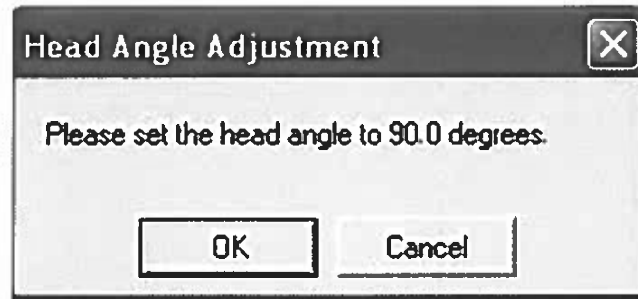 Head Angle Adjustment
Please set the head angle to 90.0 degrees.
OK
Cancel